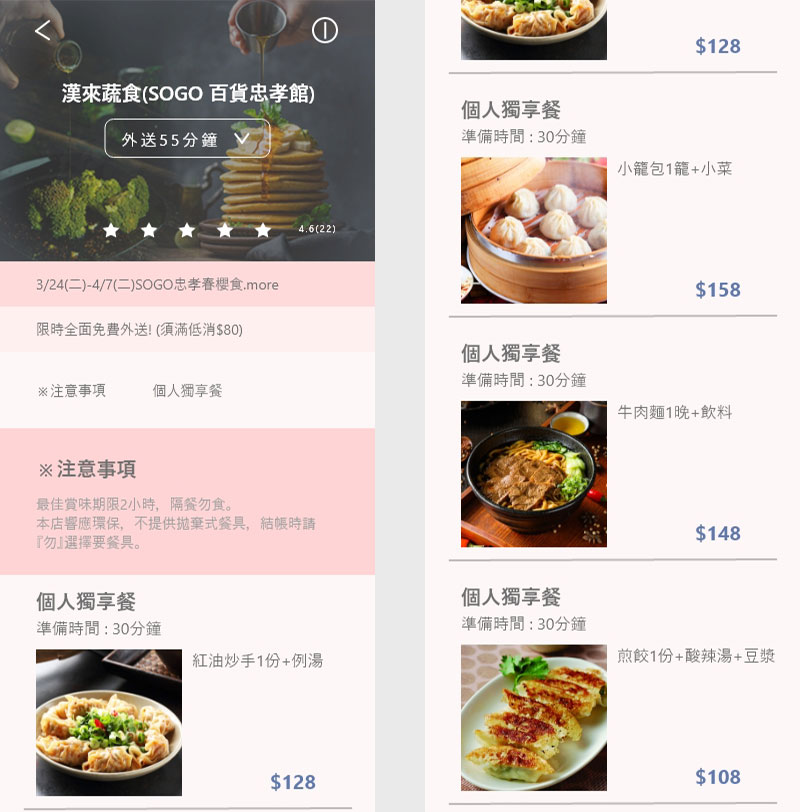 漢來蔬食(SOGO 百貨忠孝館)
外送55分鐘
4.6(22)
3/24(二)-4/7(二)SOGO忠孝春櫻食.more
限時全面免費外送! (須滿低消$80)
※注意事項 個人獨享餐
※注意事項
最佳賞味期限2小時，隔餐勿食。
本店響應環保，不提供拋棄式餐具，結帳時請
『勿』選擇要餐具。
個人獨享餐
準備時間 : 30分鐘
紅油炒手1份+例湯
$128
$128
個人獨享餐
準備時間 : 30分鐘
小籠包1籠+小菜
$158
個人獨享餐
準備時間 : 30分鐘
牛肉麵1晚+飲料
$148
個人獨享餐
準備時間 : 30分鐘
煎餃1份+酸辣湯+豆漿
$108